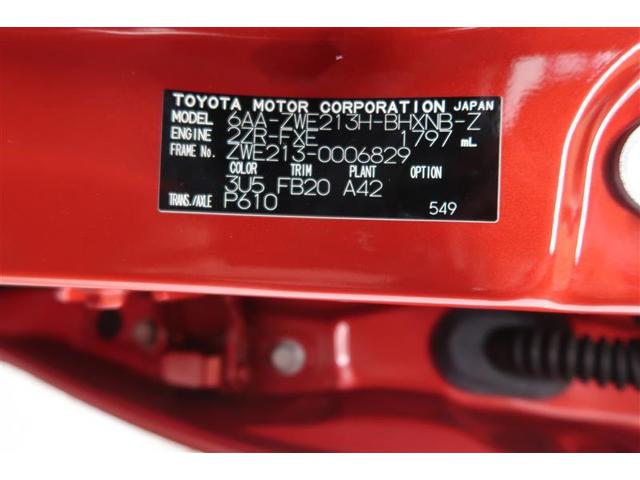 TOYOTA MOTOR CORPORATION JAPAN
MODEL 6AA-ZWE213H-BHXNB-Z
ENGINE 2ZR-FXE 1797 mL
FRAME No. ZWE213-0006829
COLOR TRIM PLANT OPTION
3U5 FB20 A42
TRANS./AXLE P610 549